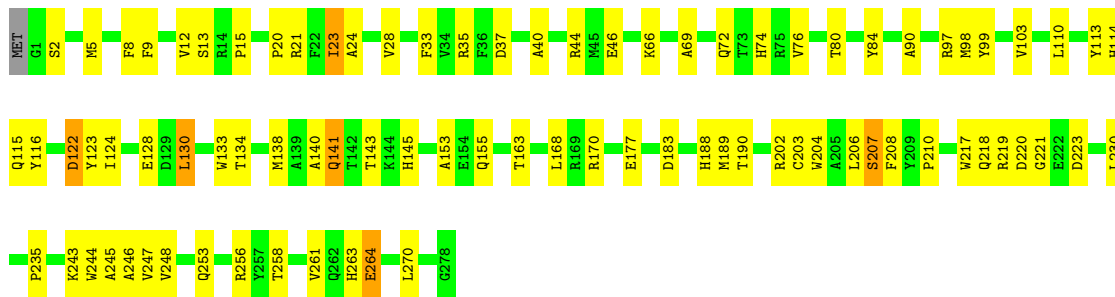 MET G1 S2 M5 F8 F9 V12 S13 R14 P15 P20 R21 F22 I23 A24 V28 F33 V34 R35 F36 D37 A40 R44 M45 E46 K66 A69 Q72 T73 H74 R75 V76 T80 Y84 A90 R97 M98 Y99 V103 L110 Y113 H114
Q115 Y116 D122 Y123 I124 E128 D129 L130 W133 T134 M138 A139 A140 Q141 T142 T143 K144 H145 A153 E154 Q155 T163 L168 R169 R170 E177 D183 H188 M189 T190 R202 C203 W204 A205 L206 S207 F208 Y209 P210 W217 Q218 R219 D220 G221 E222 D223 L230
P235 K243 W244 A245 A246 V247 V248 Q253 R256 Y257 T258 V261 Q262 H263 E264 L270 G278